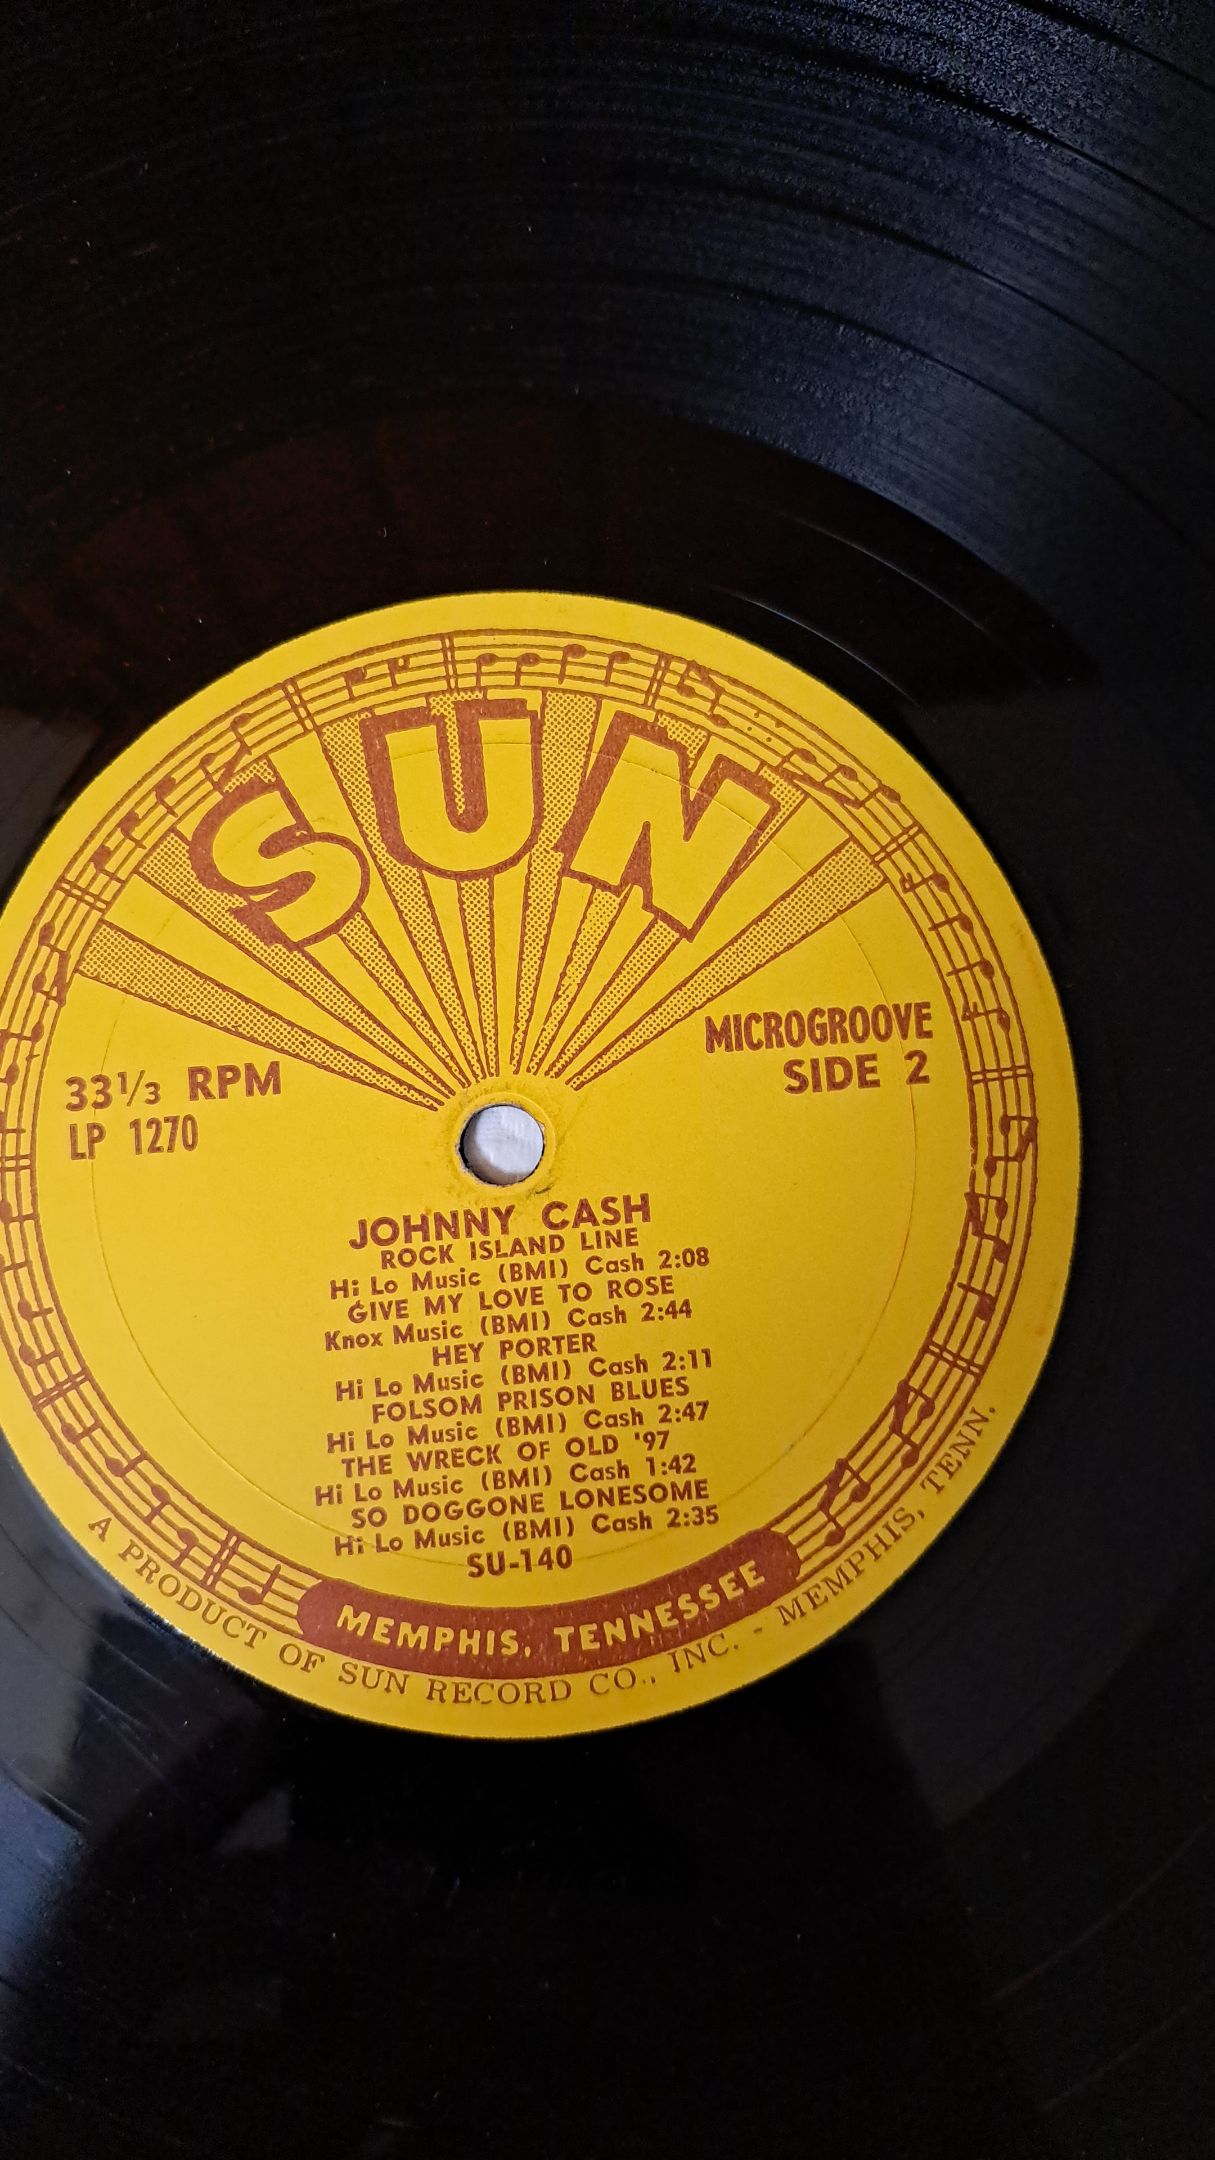 SUN
33⅓ RPM
LP 1270
MICROGROOVE
SIDE 2
JOHNNY CASH
ROCK ISLAND LINE
Hi Lo Music (BMI) Cash 2:08
GIVE MY LOVE TO ROSE
Knox Music (BMI) Cash 2:44
HEY PORTER
Hi Lo Music (BMI) Cash 2:11
FOLSOM PRISON BLUES
Hi Lo Music (BMI) Cash 2:47
THE WRECK OF OLD '97
Hi Lo Music (BMI) Cash 1:42
SO DOGGONE LONESOME
Hi Lo Music (BMI) Cash 2:35
SU-140
MEMPHIS, TENNESSEE
A PRODUCT OF SUN RECORD CO., INC. - MEMPHIS, TENN.